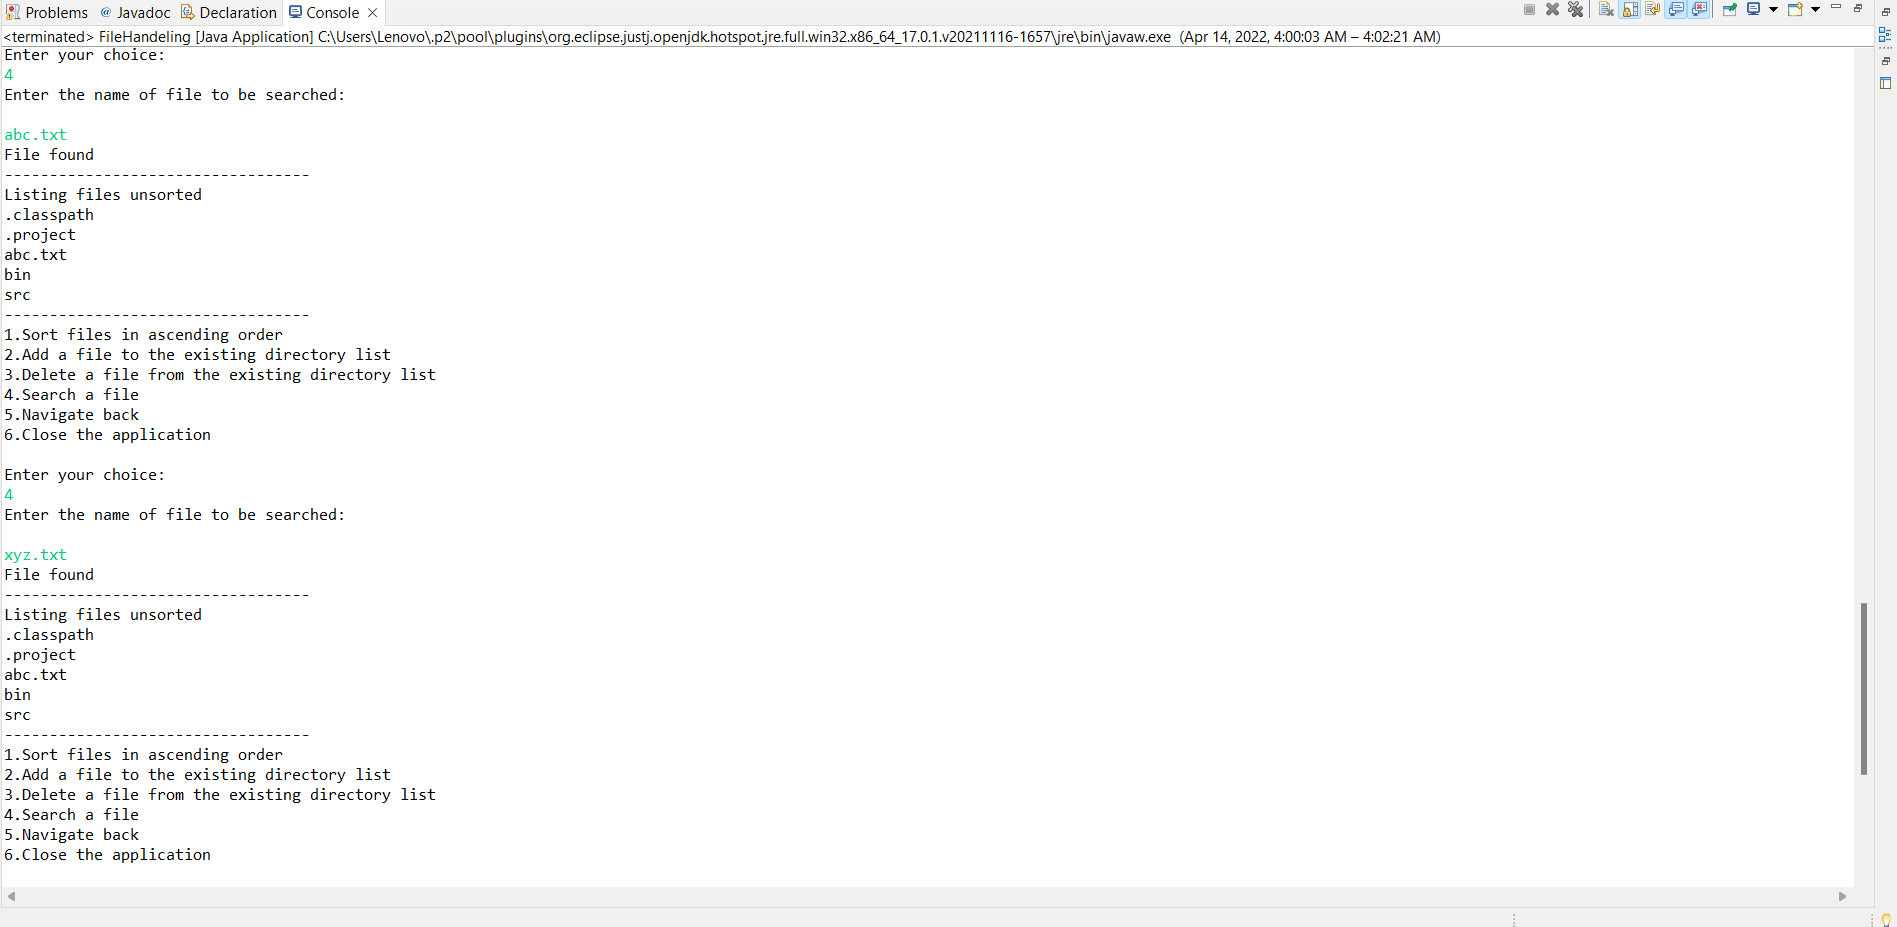 Problems @ Javadoc Declaration Console
<terminated> FileHandeling [Java Application] C:\Users\Lenovo\.p2\pool\plugins\org.eclipse.justj.openjdk.hotspot.jre.full.win32.x86_64_17.0.1.v20211116-1657\jre\bin\javaw.exe (Apr 14, 2022, 4:00:03 AM – 4:02:21 AM)
Enter your choice:
4
Enter the name of file to be searched:
abc.txt
File found
----------------------------------
Listing files unsorted
.classpath
.project
abc.txt
bin
src
----------------------------------
1.Sort files in ascending order
2.Add a file to the existing directory list
3.Delete a file from the existing directory list
4.Search a file
5.Navigate back
6.Close the application
Enter your choice:
4
Enter the name of file to be searched:
xyz.txt
File found
----------------------------------
Listing files unsorted
.classpath
.project
abc.txt
bin
src
----------------------------------
1.Sort files in ascending order
2.Add a file to the existing directory list
3.Delete a file from the existing directory list
4.Search a file
5.Navigate back
6.Close the application